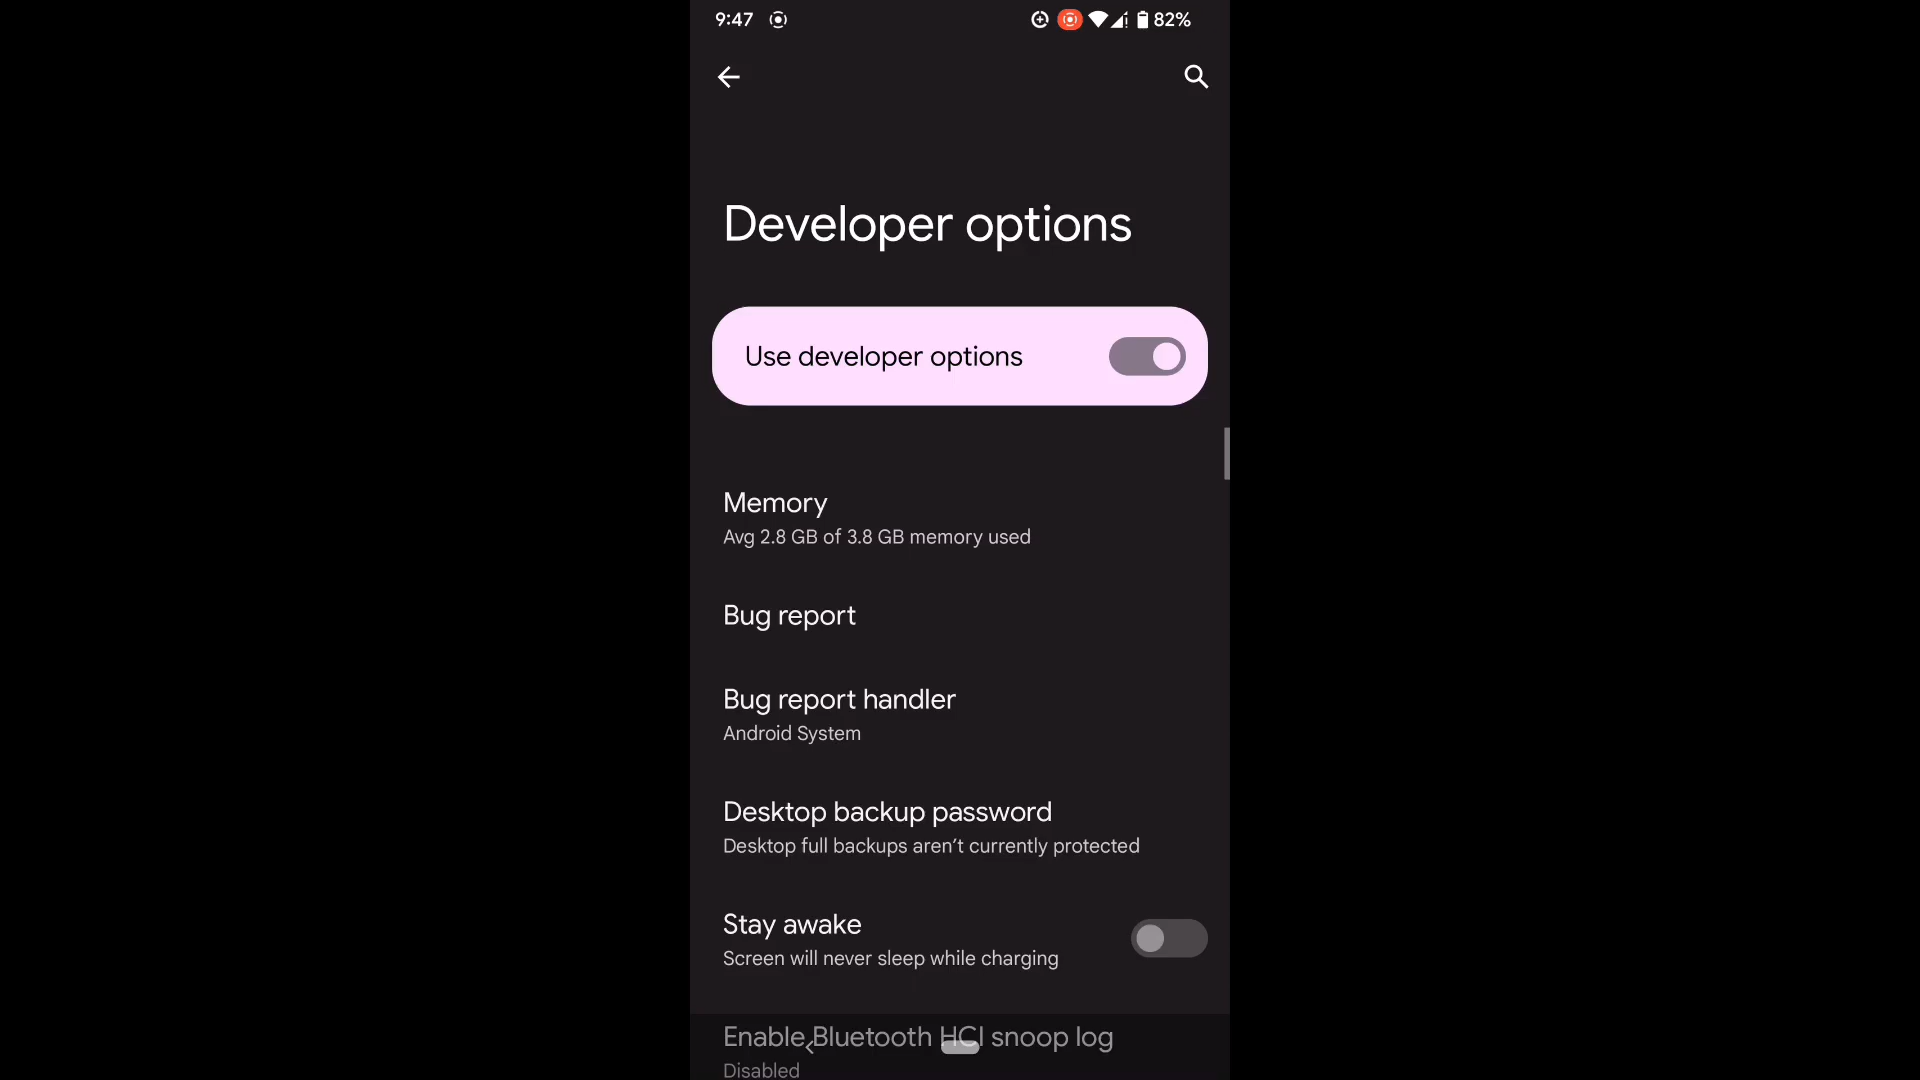 9:47 82%
Developer options
Use developer options
Memory
Avg 2.8 GB of 3.8 GB memory used
Bug report
Bug report handler
Android System
Desktop backup password
Desktop full backups aren’t currently protected
Stay awake
Screen will never sleep while charging
Enable Bluetooth HCI snoop log
Disabled